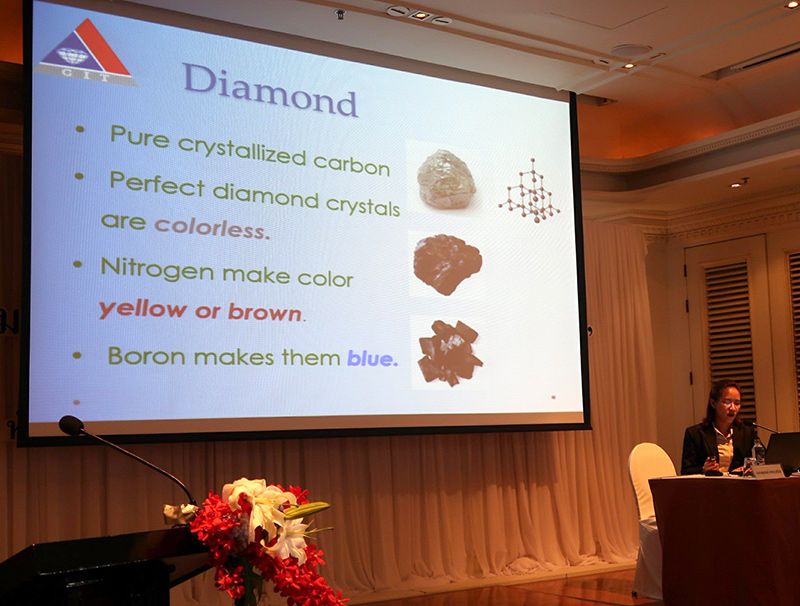 GIT
Diamond
• Pure crystallized carbon
• Perfect diamond crystals
are colorless.
• Nitrogen make color
yellow or brown.
• Boron makes them blue.